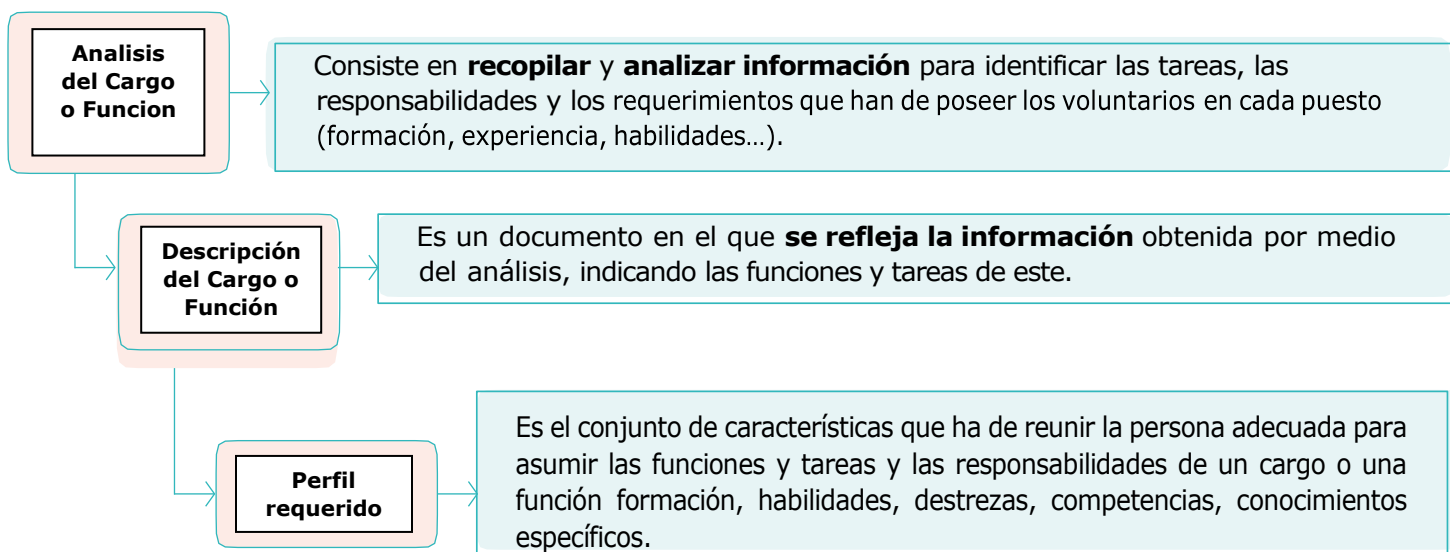 Analisis
del Cargo
o Funcion
Consiste en recopilar y analizar información para identificar las tareas, las
responsabilidades y los requerimientos que han de poseer los voluntarios en cada puesto
(formación, experiencia, habilidades…).
Descripción
del Cargo o
Función
Es un documento en el que se refleja la información obtenida por medio
del análisis, indicando las funciones y tareas de este.
Perfil
requerido
Es el conjunto de características que ha de reunir la persona adecuada para
asumir las funciones y tareas y las responsabilidades de un cargo o una
función formación, habilidades, destrezas, competencias, conocimientos
específicos.